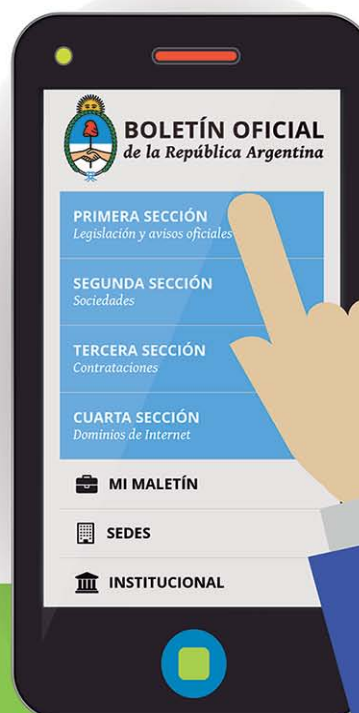 BOLETÍN OFICIAL
de la República Argentina
PRIMERA SECCIÓN
Legislación y avisos oficiales
SEGUNDA SECCIÓN
Sociedades
TERCERA SECCIÓN
Contrataciones
CUARTA SECCIÓN
Dominios de Internet
MI MALETÍN
SEDES
INSTITUCIONAL